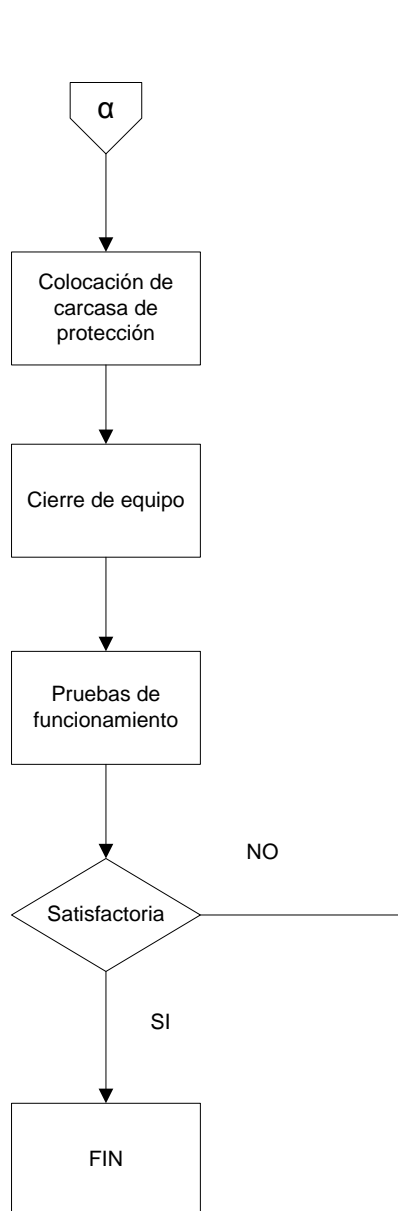 α
Colocación de
carcasa de
protección
Cierre de equipo
Pruebas de
funcionamiento
NO
Satisfactoria
SI
FIN